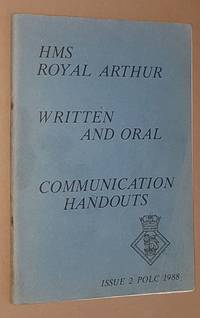 HMS
ROYAL ARTHUR
WRITTEN
AND ORAL
COMMUNICATION
HANDOUTS
ISSUE 2 POLC/1988